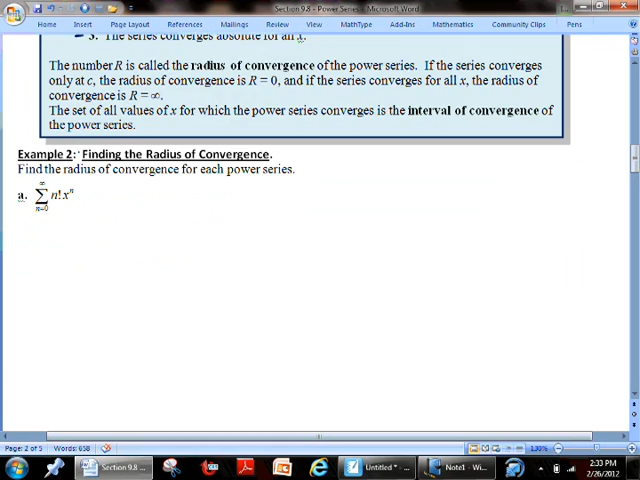 Section 9.8 - Power Series - Microsoft Word
Home Insert Page Layout References Mailings Review View MathType Add-Ins Mathematics Acrobat Pens
3. The series converges absolute for all x.
The number R is called the radius of convergence of the power series. If the series converges
only at c, the radius of convergence is R = 0, and if the series converges for all x, the radius of
convergence is R = ∞.
The set of all values of x for which the power series converges is the interval of convergence of
the power series.
Example 2: Finding the Radius of Convergence.
Find the radius of convergence for each power series.
a. ∞ ∑ n=0 n! xⁿ
Page: 2 of 5 Words: 658 130%
Section 9.8 - Po... Untitled * - ... Note1 - Wi... 2:33 PM
2/26/2012